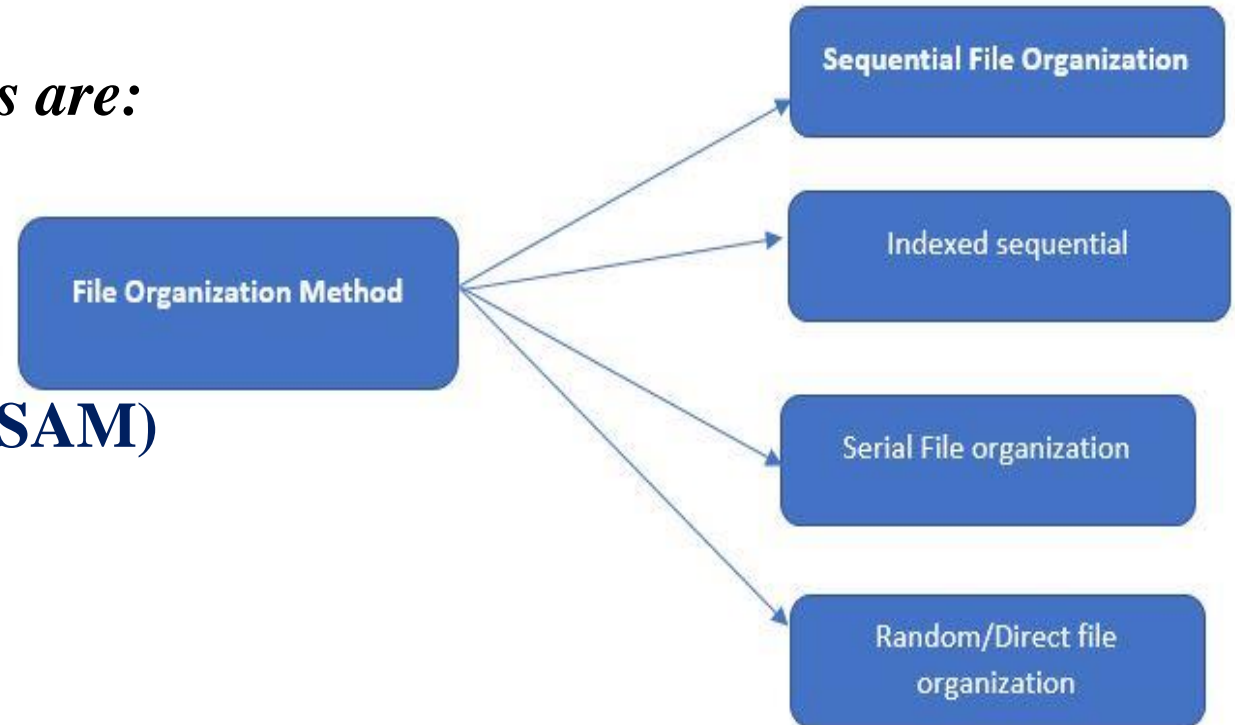 s are:
SAM)
File Organization Method
Sequential File Organization
Indexed sequential
Serial File organization
Random/Direct file
organization